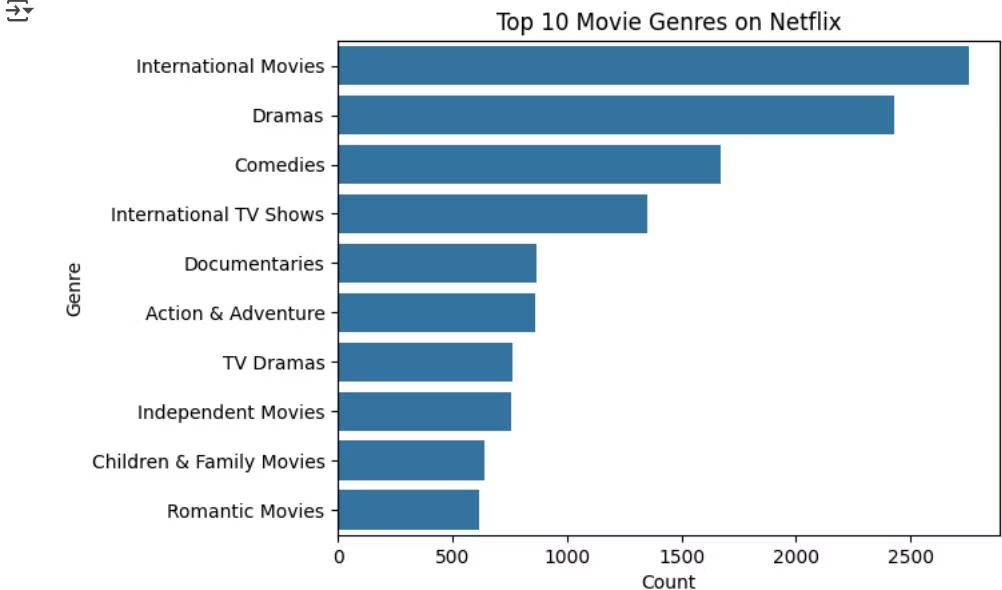 Top 10 Movie Genres on Netflix
International Movies
Dramas
Comedies
International TV Shows
Documentaries
Action & Adventure
TV Dramas
Independent Movies
Children & Family Movies
Romantic Movies
Genre
0 500 1000 1500 2000 2500
Count